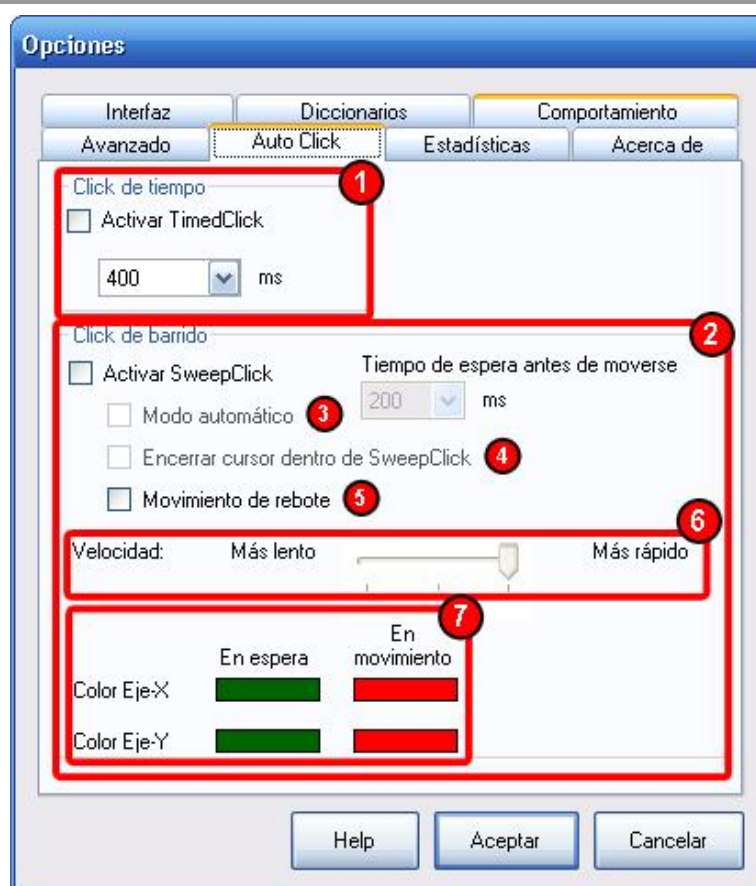 Opciones
Interfaz Diccionarios Comportamiento
Avanzado Auto Click Estadísticas Acerca de
Click de tiempo 1
Activar TimedClick
400 ms
Click de barrido 2
Activar SweepClick Tiempo de espera antes de moverse
Modo automático 3 200 ms
Encerrar cursor dentro de SweepClick 4
Movimiento de rebote 5
6
Velocidad: Más lento Más rápido
7
En espera En movimiento
Color Eje-X
Color Eje-Y
Help Aceptar Cancelar